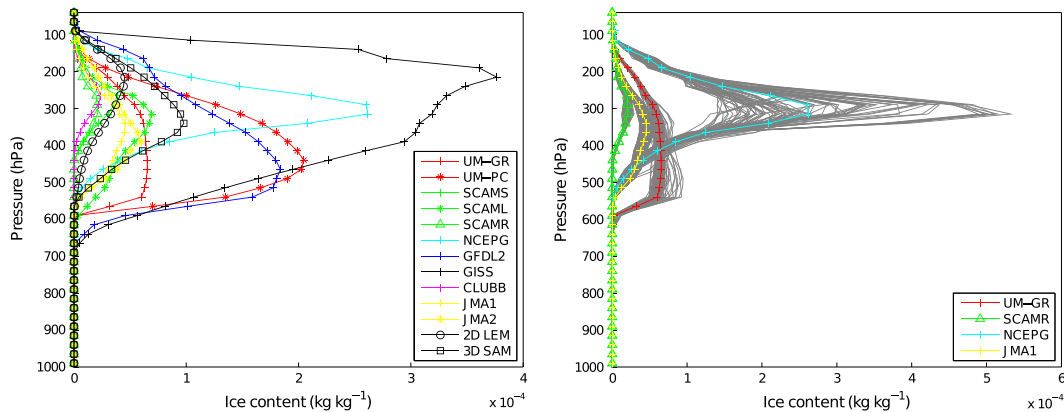 100
200
300
400
500
600
700
800
900
1000
Pressure (hPa)
0
1
2
3
4
Ice content (kg kg⁻¹)
x 10⁻⁴
UM−GR
UM−PC
SCAMS
SCAML
SCAMR
NCEPG
GFDL2
GISS
CLUBB
JMA1
JMA2
2D LEM
3D SAM
100
200
300
400
500
600
700
800
900
1000
Pressure (hPa)
0
1
2
3
4
5
6
Ice content (kg kg⁻¹)
x 10⁻⁴
UM−GR
SCAMR
NCEPG
JMA1